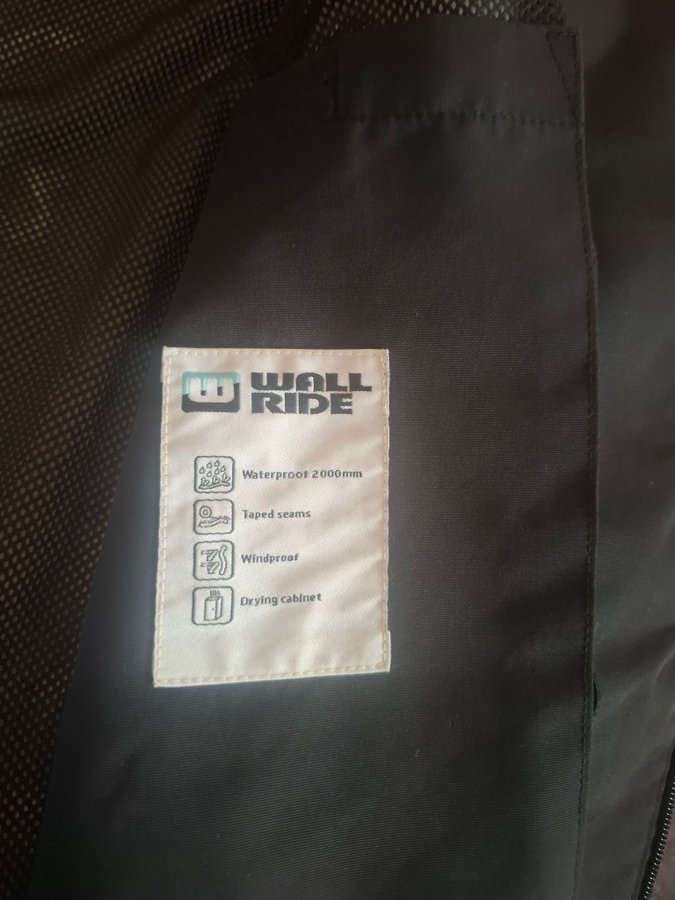 WALL
RIDE
Waterproof 2000mm
Taped seams
Windproof
Drying cabinet